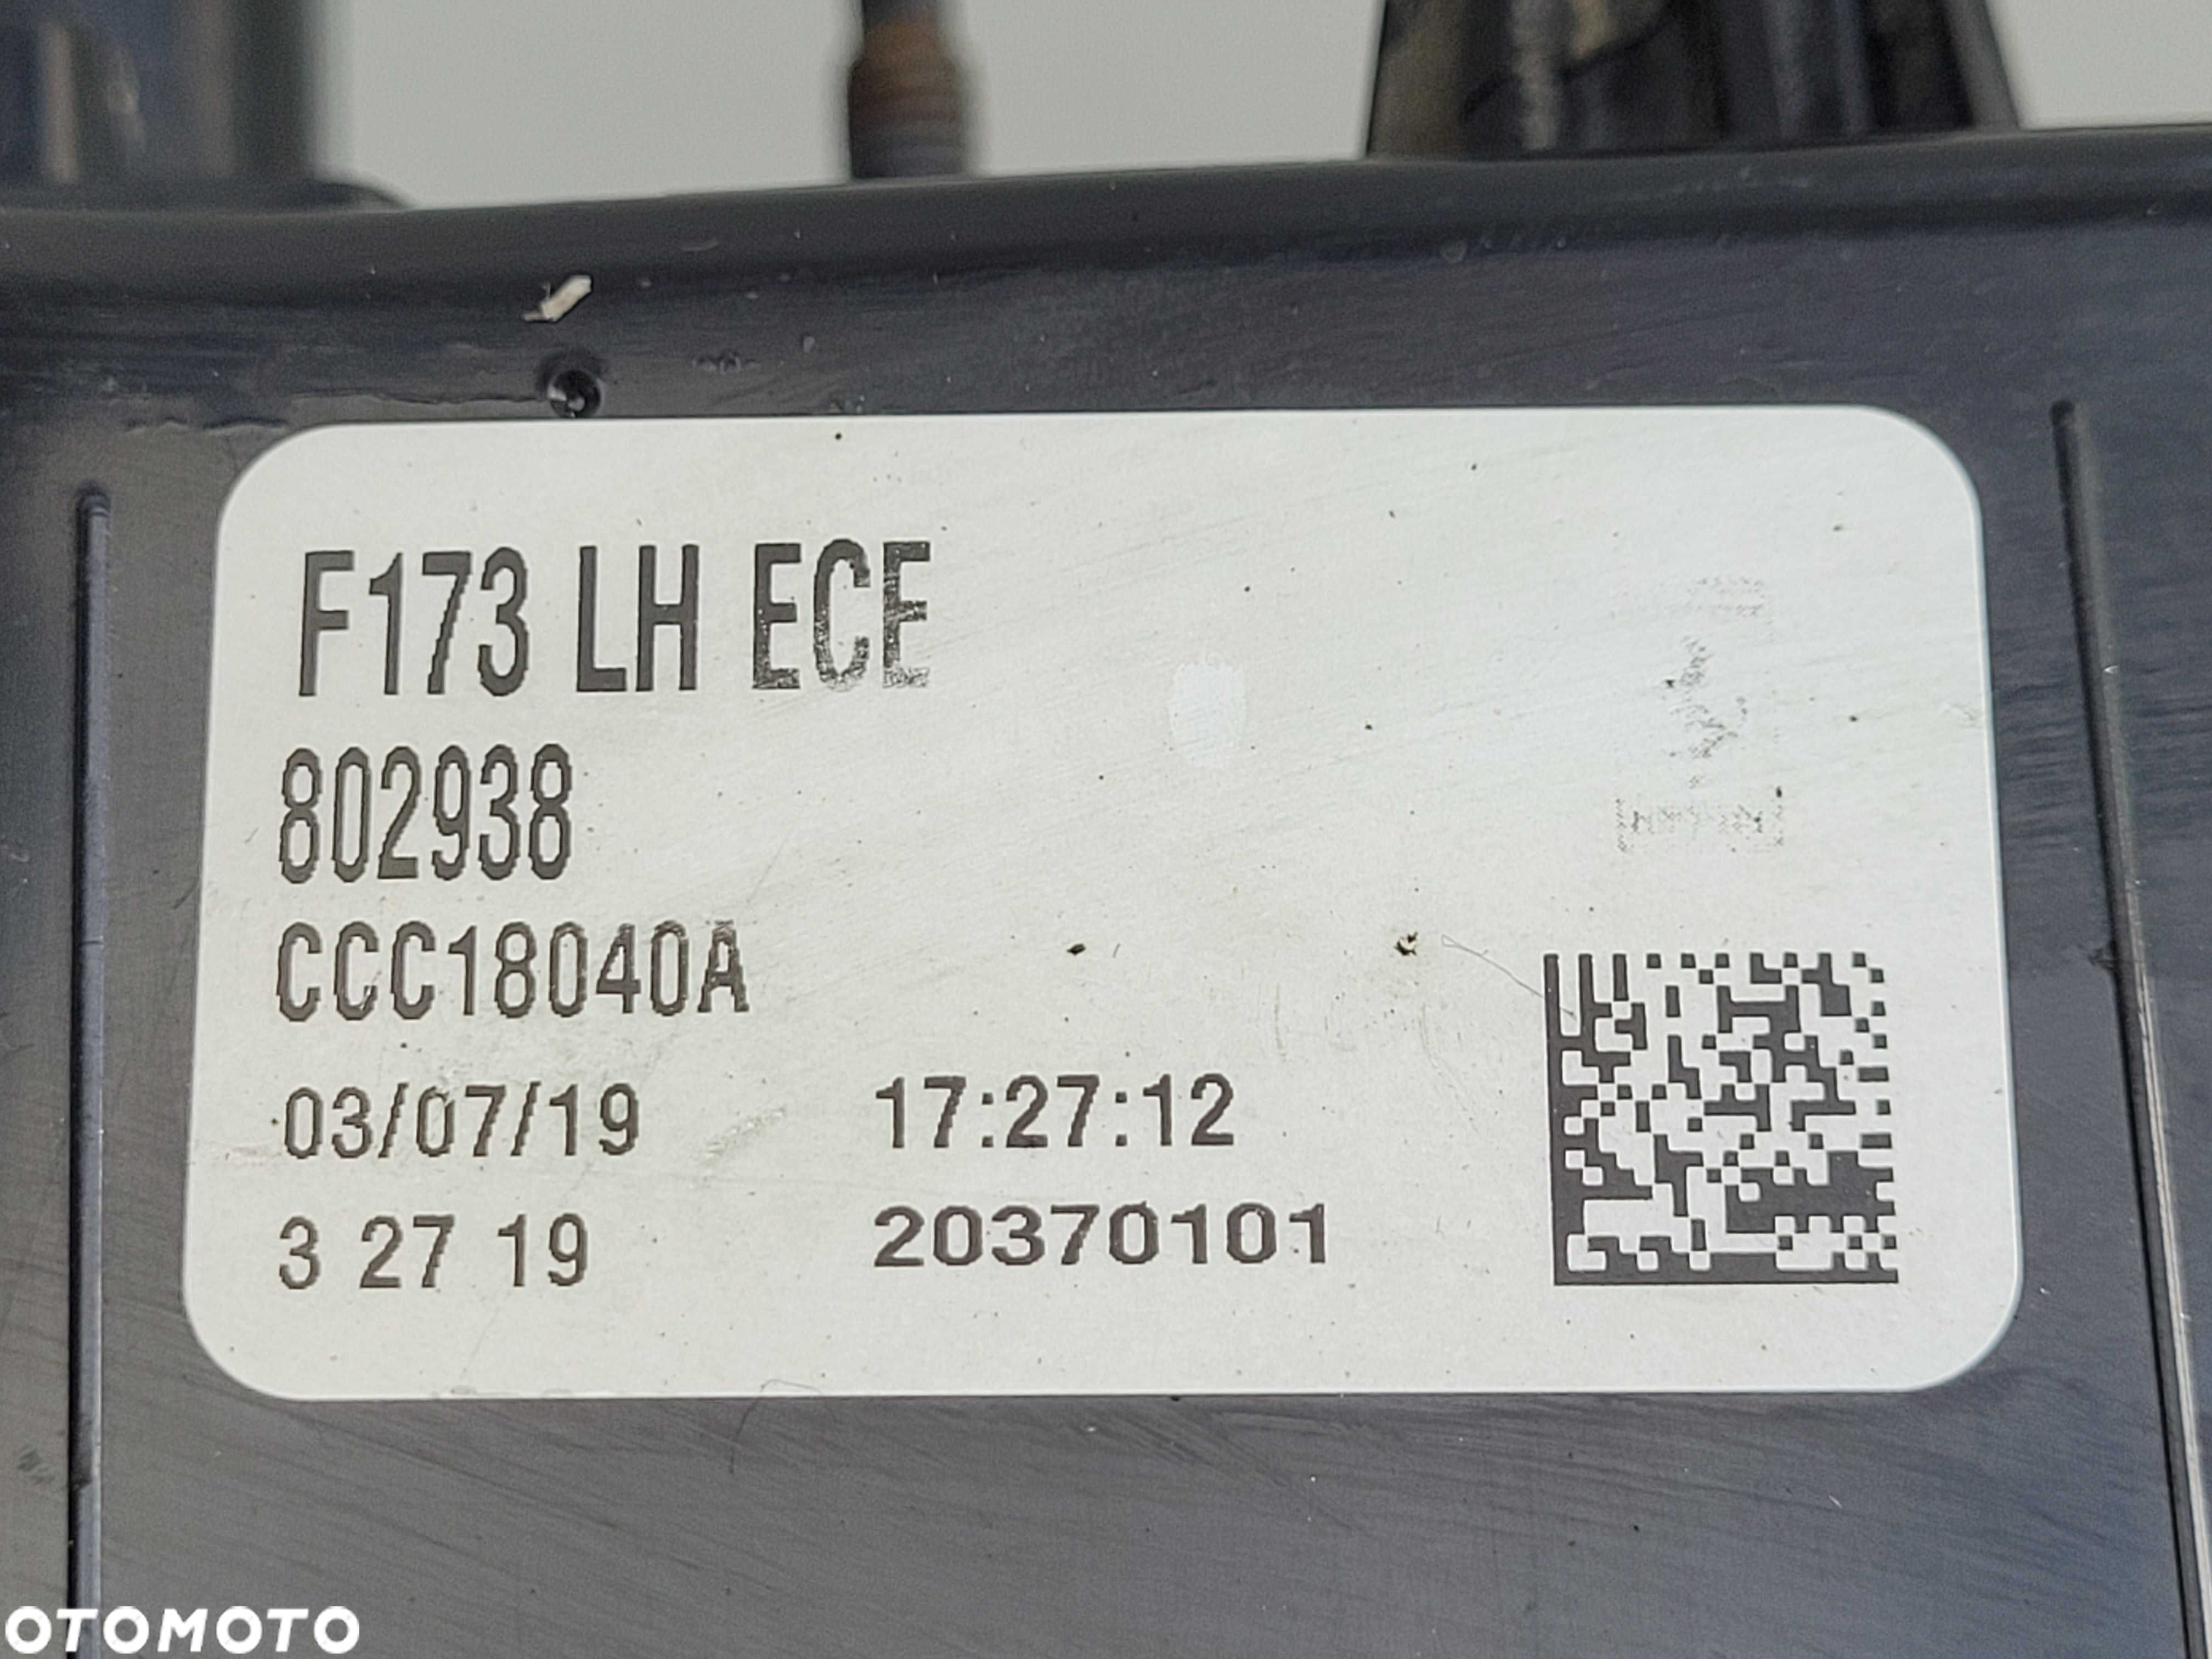 F173 LH ECE
802938
CCC18040A
03/07/19 17:27:12
3 27 19 20370101
OTOMOTO